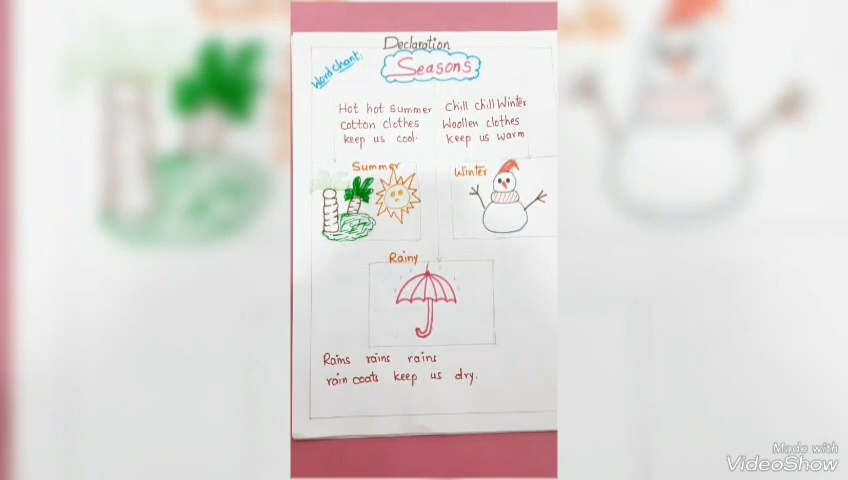 Declaration
Word chant:
Seasons
Hot hot summer
cotton clothes
keep us cool.
Chill chill Winter
Woollen clothes
keep us warm
Summer
Winter
Rainy
Rains rains rains
rain coats keep us dry.
Made with
VideoShow